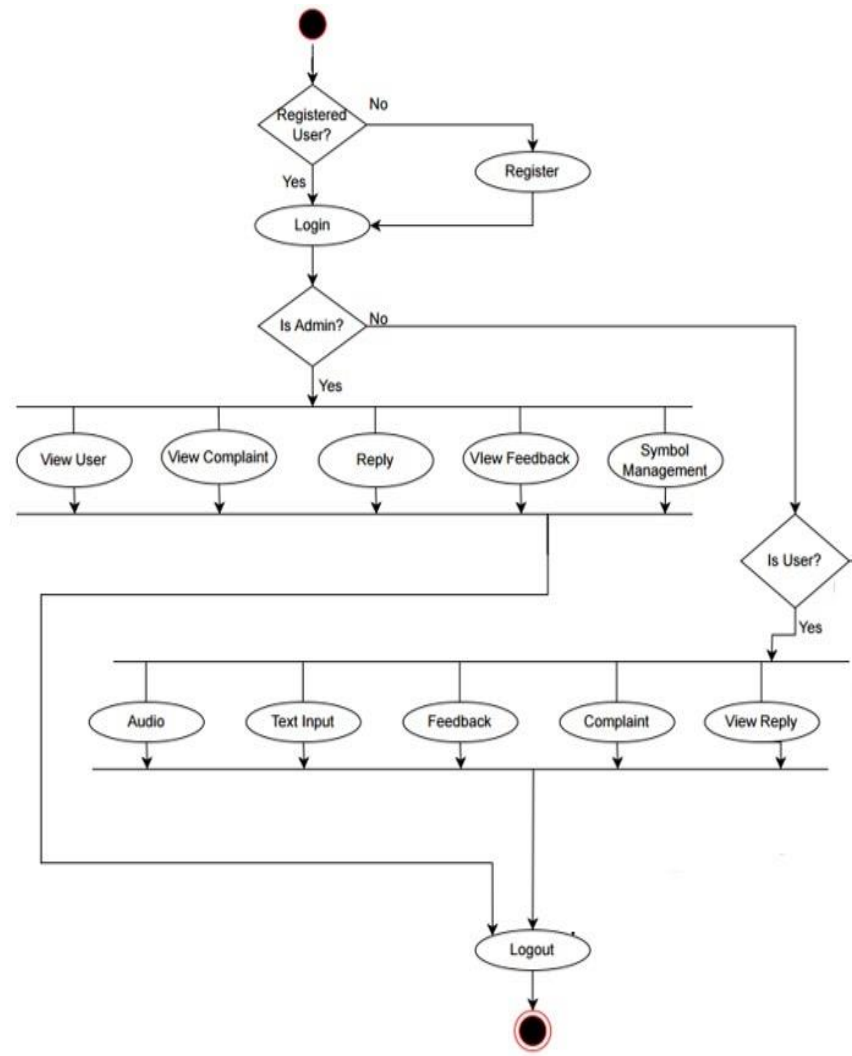 No
Registered
User?
Register
Yes
Login
Is Admin?
No
Yes
View User
View Complaint
Reply
VIew Feedback
Symbol
Management
Is User?
Yes
Audio
Text Input
Feedback
Complaint
View Reply
Logout